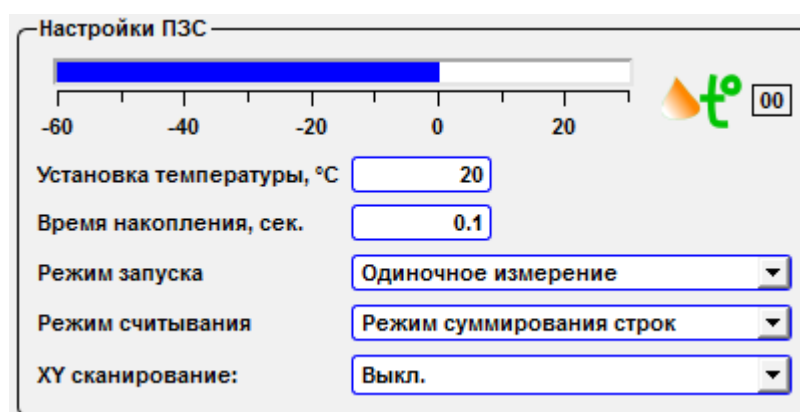 Настройки ПЗС
-60 -40 -20 0 20
t° 00
Установка температуры, °C 20
Время накопления, сек. 0.1
Режим запуска Одиночное измерение
Режим считывания Режим суммирования строк
XY сканирование: Выкл.